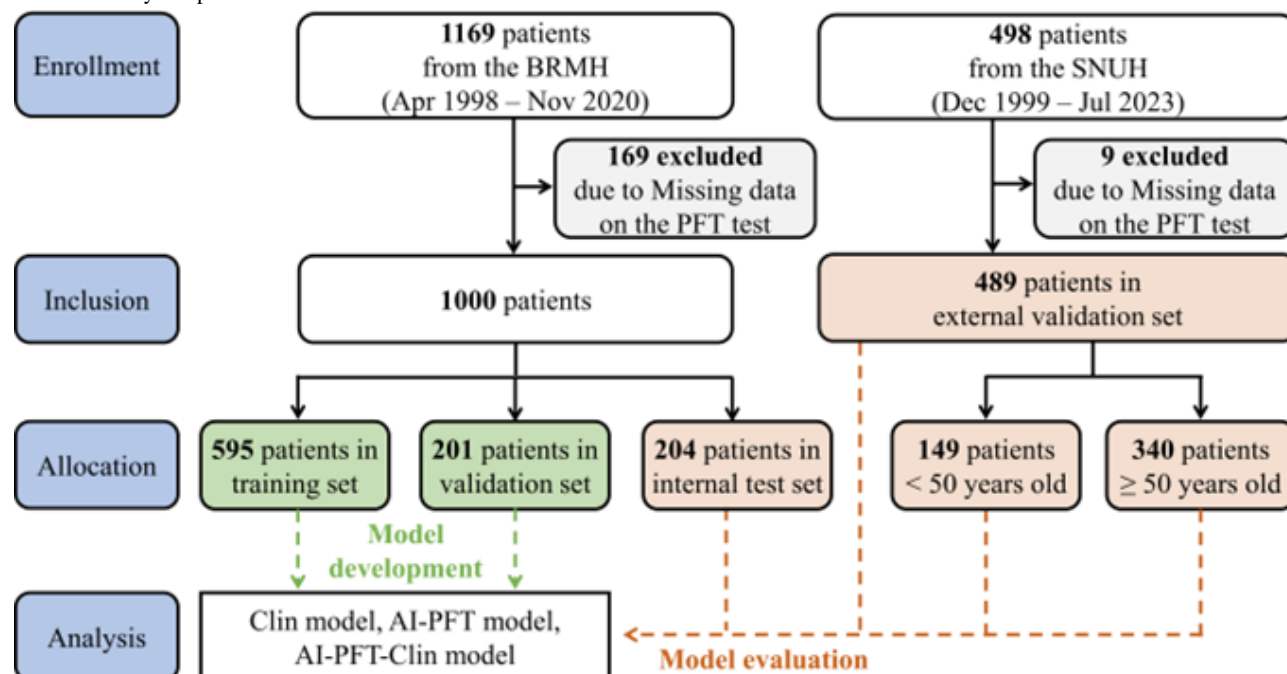 Enrollment
1169 patients
from the BRMH
(Apr 1998 – Nov 2020)
498 patients
from the SNUH
(Dec 1999 – Jul 2023)
169 excluded
due to Missing data
on the PFT test
9 excluded
due to Missing data
on the PFT test
Inclusion
1000 patients
489 patients in
external validation set
Allocation
595 patients in
training set
201 patients in
validation set
204 patients in
internal test set
149 patients
< 50 years old
340 patients
≥ 50 years old
Model
development
Analysis
Clin model, AI-PFT model,
AI-PFT-Clin model
Model evaluation